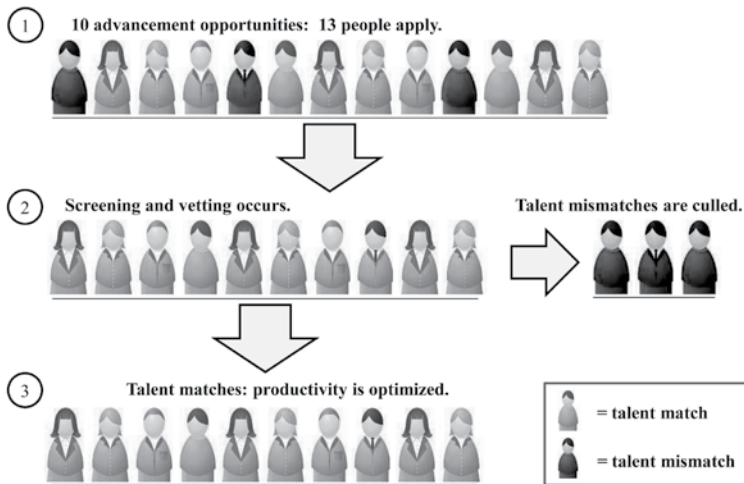 1
10 advancement opportunities: 13 people apply.
2
Screening and vetting occurs.
Talent mismatches are culled.
3
Talent matches: productivity is optimized.
= talent match
= talent mismatch